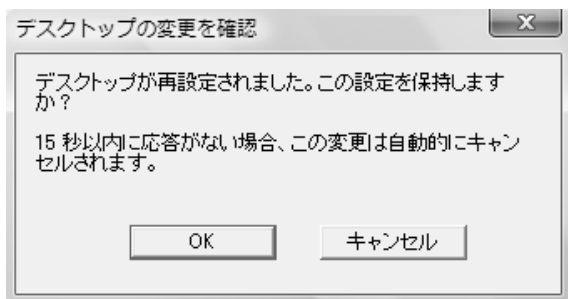 デスクトップの変更を確認
デスクトップが再設定されました。この設定を保持します
か？
15 秒以内に応答がない場合、この変更は自動的にキャン
セルされます。
OK
キャンセル